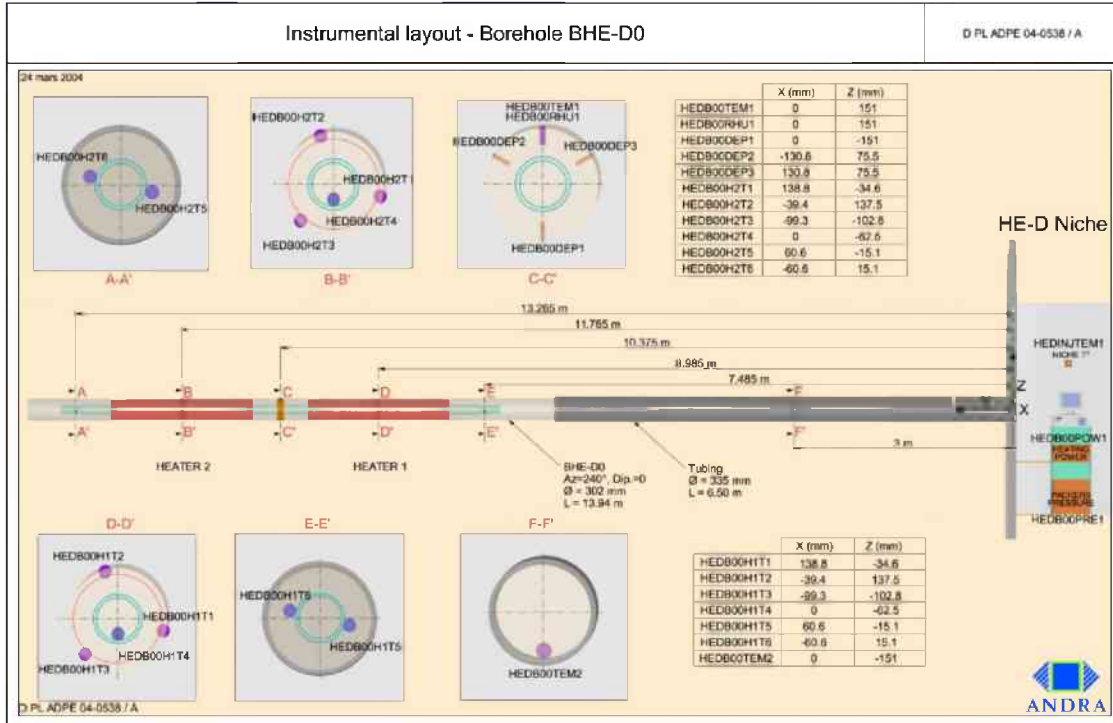 Instrumental layout - Borehole BHE-D0
D PL ADPE 04-0538 / A
24 mars 2004
HEDB00H2T6
HEDB00H2T5
A-A'
HEDB00H2T2
HEDB00H2T1
HEDB00H2T4
HEDB00H2T3
B-B'
HEDB00TEM1
HEDB00RHU1
HEDB00DEP2
HEDB00DEP3
HEDB00DEP1
C-C'
X (mm) Z (mm)
HEDB00TEM1 0 151
HEDB00RHU1 0 151
HEDB00DEP1 0 -151
HEDB00DEP2 -130.8 75.5
HEDB00DEP3 130.8 75.5
HEDB00H2T1 138.8 -34.6
HEDB00H2T2 -39.4 137.5
HEDB00H2T3 -99.3 -102.8
HEDB00H2T4 0 -62.5
HEDB00H2T5 60.6 -15.1
HEDB00H2T6 -60.6 15.1
HE-D Niche
13.265 m
11.765 m
10.375 m
8.985 m
7.485 m
HEDINJTEM1
NICHE T°
A B C D E F
Z
X
A' B' C' D' E' F'
3 m
HEDB00POW1
HEATING
POWER
PRESSURE
HEDB00PRE1
HEATER 2
HEATER 1
BHE-D0
Az=240°, Dip.=0
Ø = 302 mm
L = 13.94 m
Tubing
Ø = 335 mm
L = 6.50 m
D-D'
HEDB00H1T2
HEDB00H1T1
HEDB00H1T4
HEDB00H1T3
E-E'
HEDB00H1T6
HEDB00H1T5
F-F'
HEDB00TEM2
X (mm) Z (mm)
HEDB00H1T1 138.8 -34.6
HEDB00H1T2 -39.4 137.5
HEDB00H1T3 -99.3 -102.8
HEDB00H1T4 0 -62.5
HEDB00H1T5 60.6 -15.1
HEDB00H1T6 -60.6 15.1
HEDB00TEM2 0 -151
D PL ADPE 04-0538 / A
ANDRA